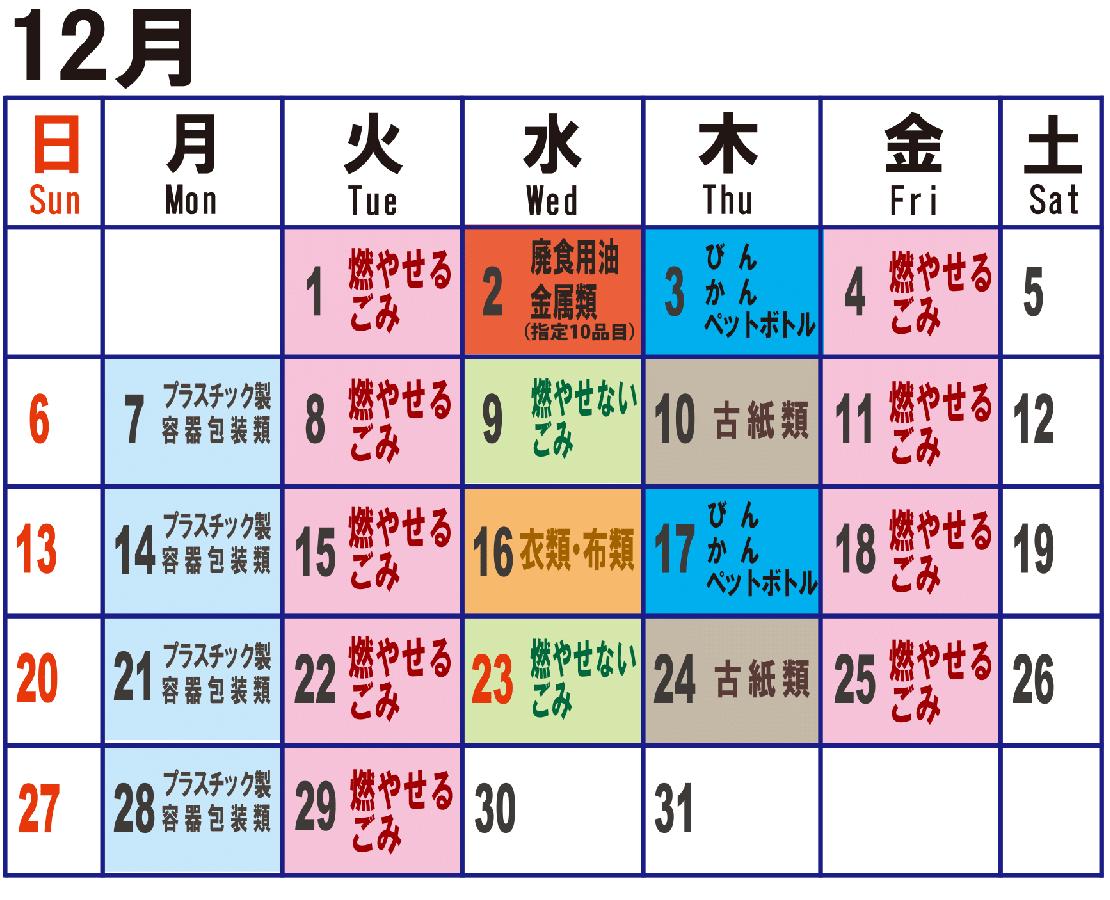 12月
日 月 火 水 木 金 土
Sun Mon Tue Wed Thu Fri Sat
1 燃やせる
ごみ
2 廃食用油
金属類
(指定10品目)
3 びん
かん
ペットボトル
4 燃やせる
ごみ
5
6
7 プラスチック製
容器包装類
8 燃やせる
ごみ
9 燃やせない
ごみ
10 古紙類
11 燃やせる
ごみ
12
13
14 プラスチック製
容器包装類
15 燃やせる
ごみ
16 衣類・布類
17 びん
かん
ペットボトル
18 燃やせる
ごみ
19
20
21 プラスチック製
容器包装類
22 燃やせる
ごみ
23 燃やせない
ごみ
24 古紙類
25 燃やせる
ごみ
26
27
28 プラスチック製
容器包装類
29 燃やせる
ごみ
30
31